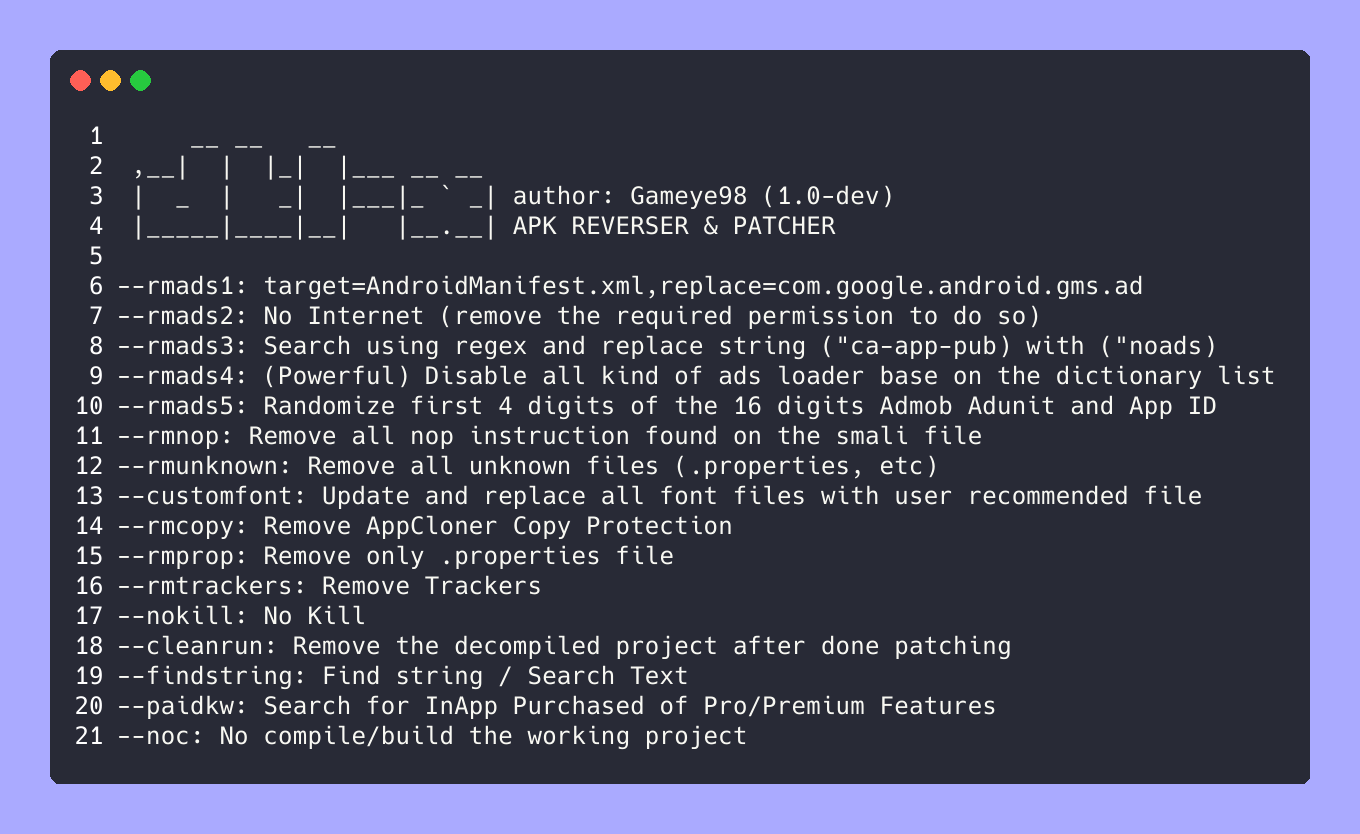 1      __ __   __
2  ,__|  |  |_|  |___ __ __
3  |  _  |   _|  |___|_ ` _| author: Gameye98 (1.0-dev)
4  |_____|____|__|   |__.__| APK REVERSER & PATCHER
5
6 --rmads1: target=AndroidManifest.xml,replace=com.google.android.gms.ad
7 --rmads2: No Internet (remove the required permission to do so)
8 --rmads3: Search using regex and replace string ("ca-app-pub) with ("noads)
9 --rmads4: (Powerful) Disable all kind of ads loader base on the dictionary list
10 --rmads5: Randomize first 4 digits of the 16 digits Admob Adunit and App ID
11 --rmnop: Remove all nop instruction found on the smali file
12 --rmunknown: Remove all unknown files (.properties, etc)
13 --customfont: Update and replace all font files with user recommended file
14 --rmcopy: Remove AppCloner Copy Protection
15 --rmprop: Remove only .properties file
16 --rmtrackers: Remove Trackers
17 --nokill: No Kill
18 --cleanrun: Remove the decompiled project after done patching
19 --findstring: Find string / Search Text
20 --paidkw: Search for InApp Purchased of Pro/Premium Features
21 --noc: No compile/build the working project